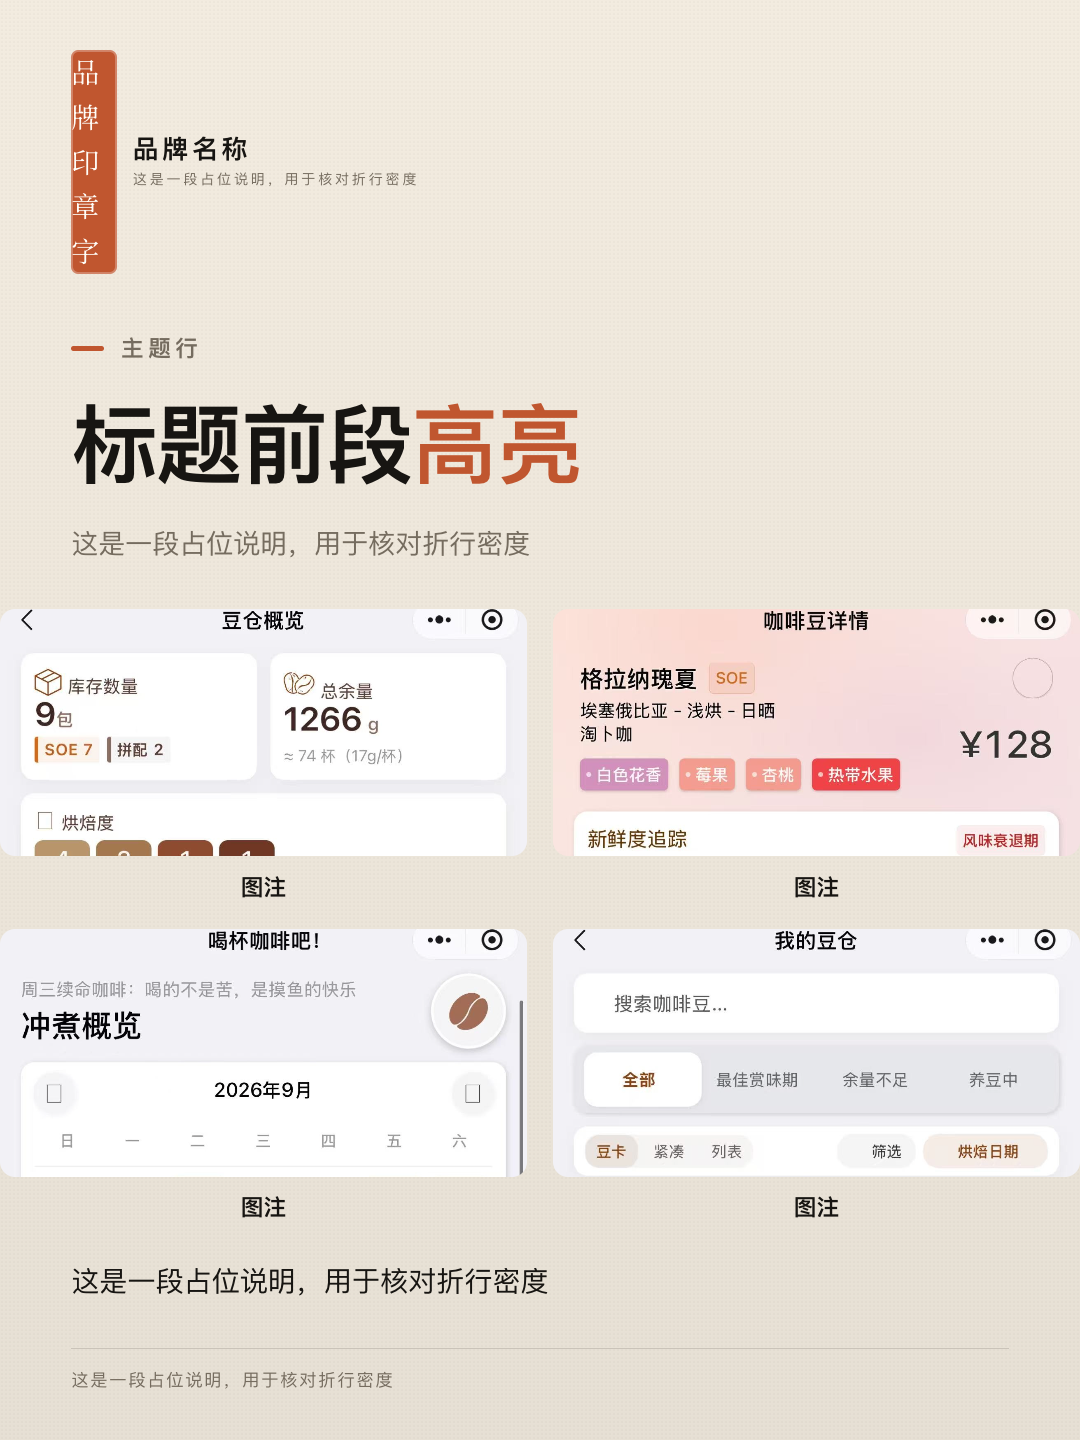 品
牌
印
章
字
品牌名称
这是一段占位说明，用于核对折行密度
主题行
标题前段高亮
这是一段占位说明，用于核对折行密度
豆仓概览
库存数量
9包
SOE 7
拼配 2
总余量
1266 g
≈ 74 杯（17g/杯）
烘焙度
图注
咖啡豆详情
格拉纳瑰夏 SOE
埃塞俄比亚 - 浅烘 - 日晒
淘卜咖
¥128
白色花香
莓果
杏桃
热带水果
新鲜度追踪
风味衰退期
图注
喝杯咖啡吧！
周三续命咖啡：喝的不是苦，是摸鱼的快乐
冲煮概览
2026年9月
日 一 二 三 四 五 六
图注
我的豆仓
搜索咖啡豆...
全部 最佳赏味期 余量不足 养豆中
豆卡 紧凑 列表 筛选 烘焙日期
图注
这是一段占位说明，用于核对折行密度
这是一段占位说明，用于核对折行密度